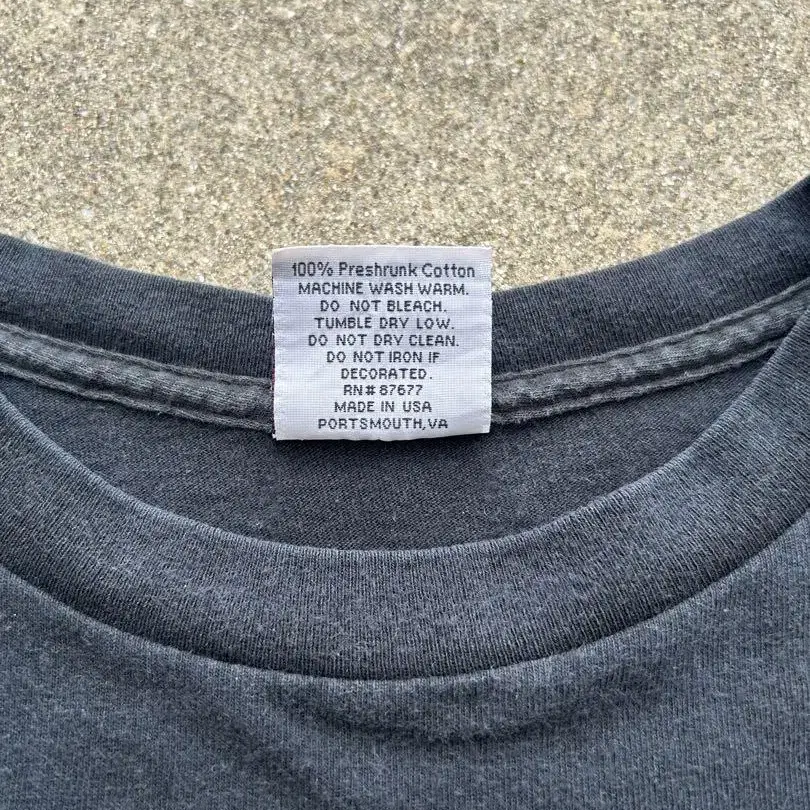 100% Preshrunk Cotton
MACHINE WASH WARM.
DO NOT BLEACH.
TUMBLE DRY LOW.
DO NOT DRY CLEAN.
DO NOT IRON IF
DECORATED.
RN# 87677
MADE IN USA
PORTSMOUTH,VA